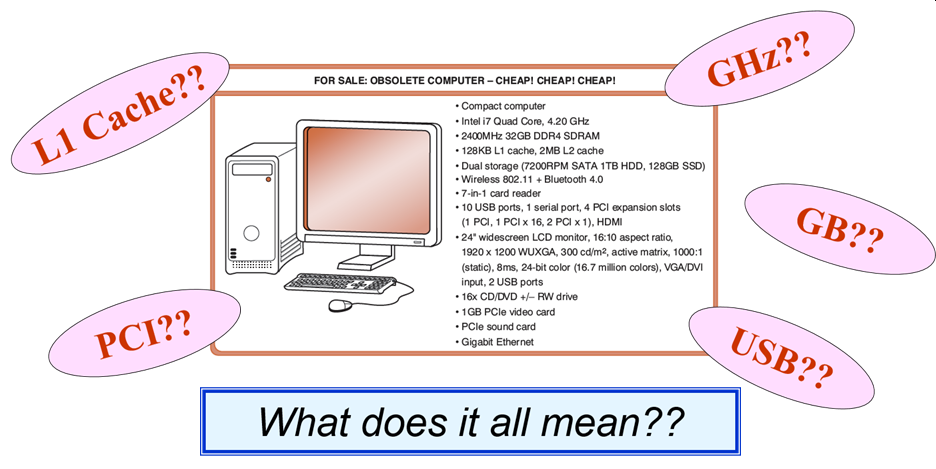 L1 Cache??
GHz??
FOR SALE: OBSOLETE COMPUTER – CHEAP! CHEAP! CHEAP!
• Compact computer
• Intel i7 Quad Core, 4.20 GHz
• 2400MHz 32GB DDR4 SDRAM
• 128KB L1 cache, 2MB L2 cache
• Dual storage (7200RPM SATA 1TB HDD, 128GB SSD)
• Wireless 802.11 + Bluetooth 4.0
• 7-in-1 card reader
• 10 USB ports, 1 serial port, 4 PCI expansion slots
(1 PCI, 1 PCI x 16, 2 PCI x 1), HDMI
• 24" widescreen LCD monitor, 16:10 aspect ratio,
1920 x 1200 WUXGA, 300 cd/m², active matrix, 1000:1
(static), 8ms, 24-bit color (16.7 million colors), VGA/DVI
input, 2 USB ports
• 16x CD/DVD +/– RW drive
• 1GB PCIe video card
• PCIe sound card
• Gigabit Ethernet
GB??
PCI??
USB??
What does it all mean??